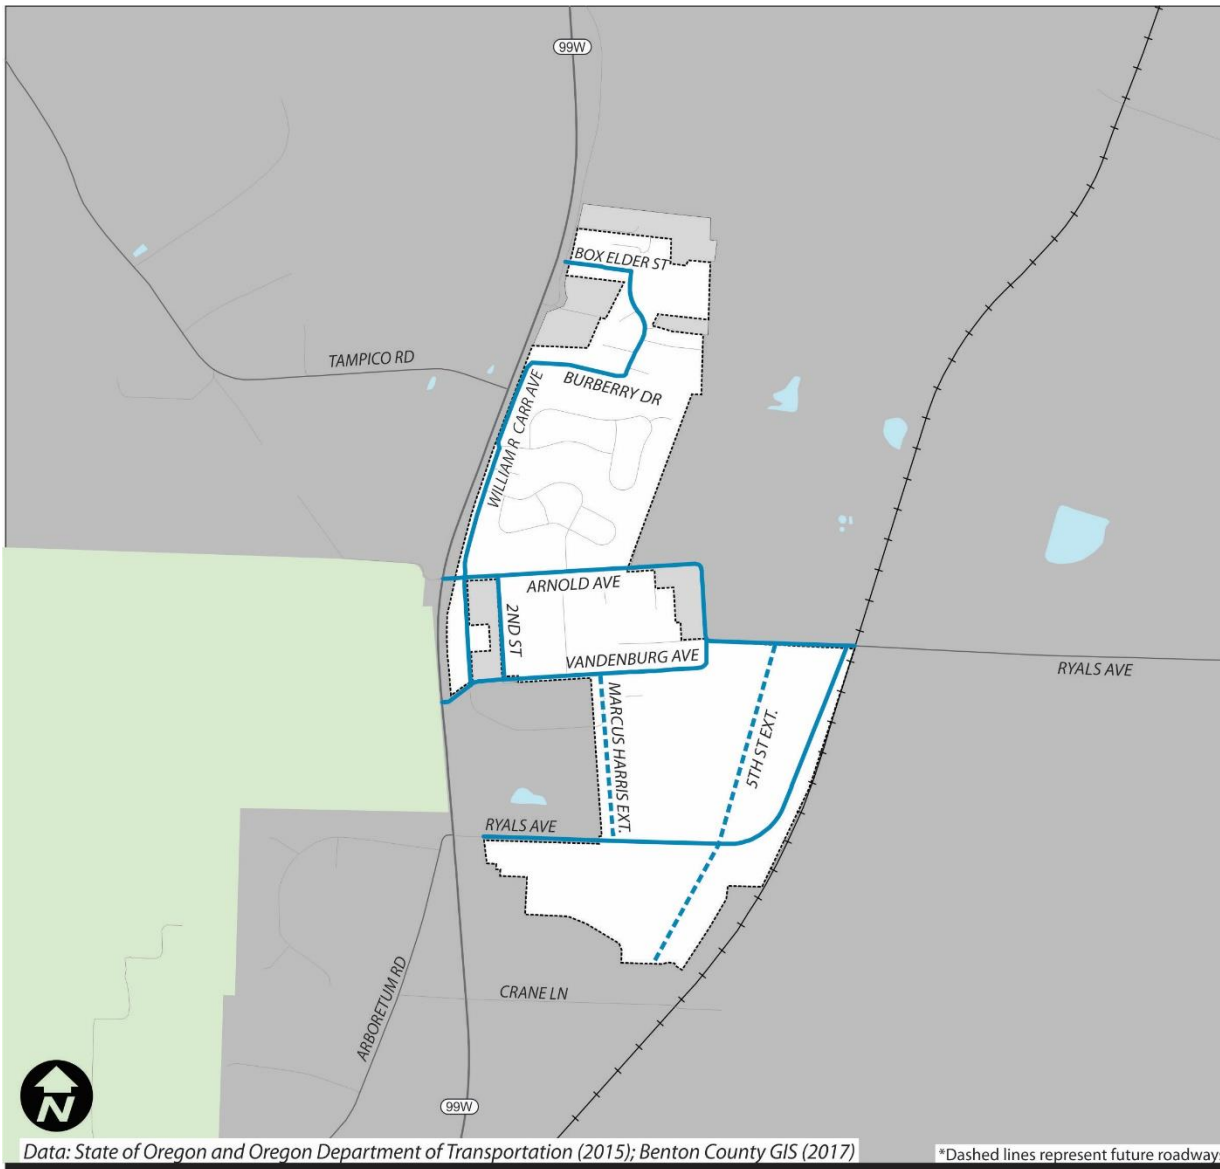 99W
BOX ELDER ST
TAMPICO RD
BURBERRY DR
WILLIAM R CARR AVE
ARNOLD AVE
2ND ST
VANDENBURG AVE
RYALS AVE
MARCUS HARRIS EXT.
5TH ST EXT.
RYALS AVE
CRANE LN
ARBORETUM RD
N
99W
Data: State of Oregon and Oregon Department of Transportation (2015); Benton County GIS (2017)
*Dashed lines represent future roadway